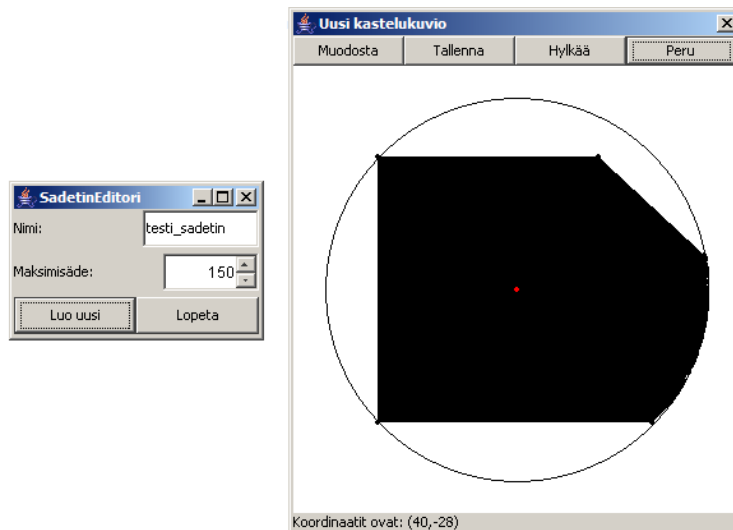 SadetinEditori
Nimi: testi_sadetin
Maksimisäde: 150
Luo uusi Lopeta
Uusi kastelukuvio
Muodosta Tallenna Hylkää Peru
Koordinaatit ovat: (40,-28)